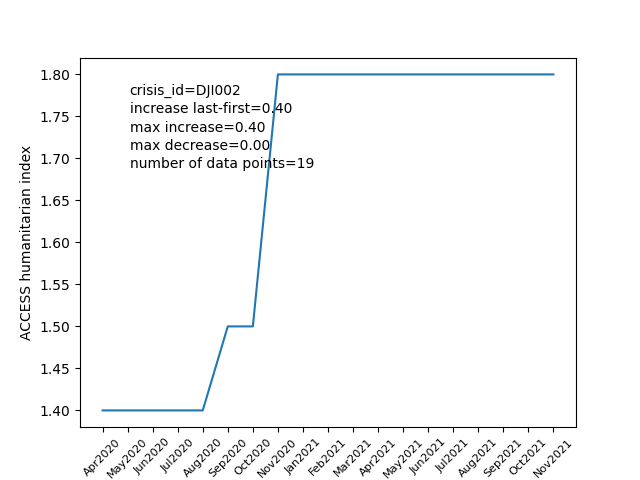 crisis_id=DJI002
increase last-first=0.40
max increase=0.40
max decrease=0.00
number of data points=19
ACCESS humanitarian index
1.80
1.75
1.70
1.65
1.60
1.55
1.50
1.45
1.40
Apr2020 May2020 Jun2020 Jul2020 Aug2020 Sep2020 Oct2020 Nov2020 Jan2021 Feb2021 Mar2021 Apr2021 May2021 Jun2021 Jul2021 Aug2021 Sep2021 Oct2021 Nov2021